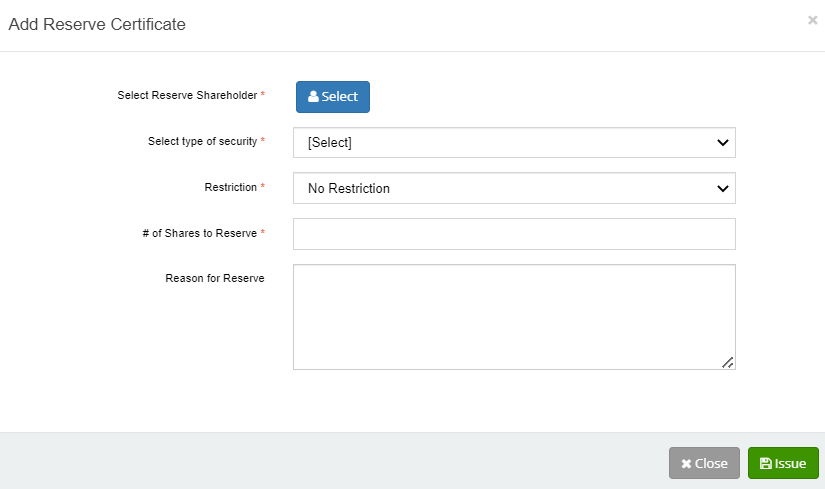 Add Reserve Certificate ×
Select Reserve Shareholder * Select
Select type of security * [Select]
Restriction * No Restriction
# of Shares to Reserve *
Reason for Reserve
Close Issue